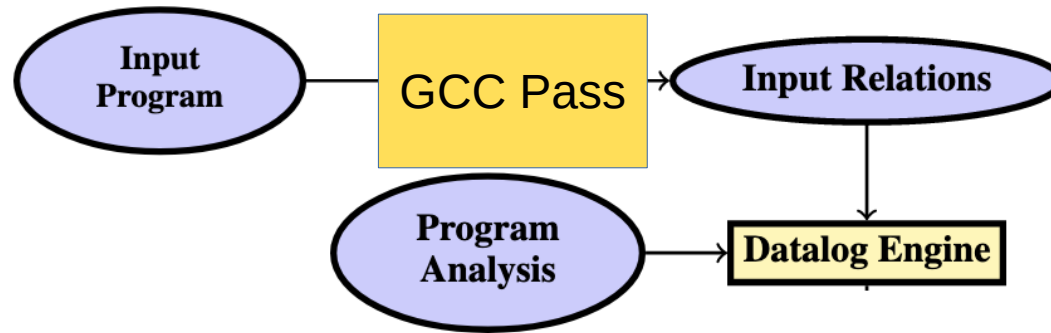 Input
Program
GCC Pass
Input Relations
Program
Analysis
Datalog Engine